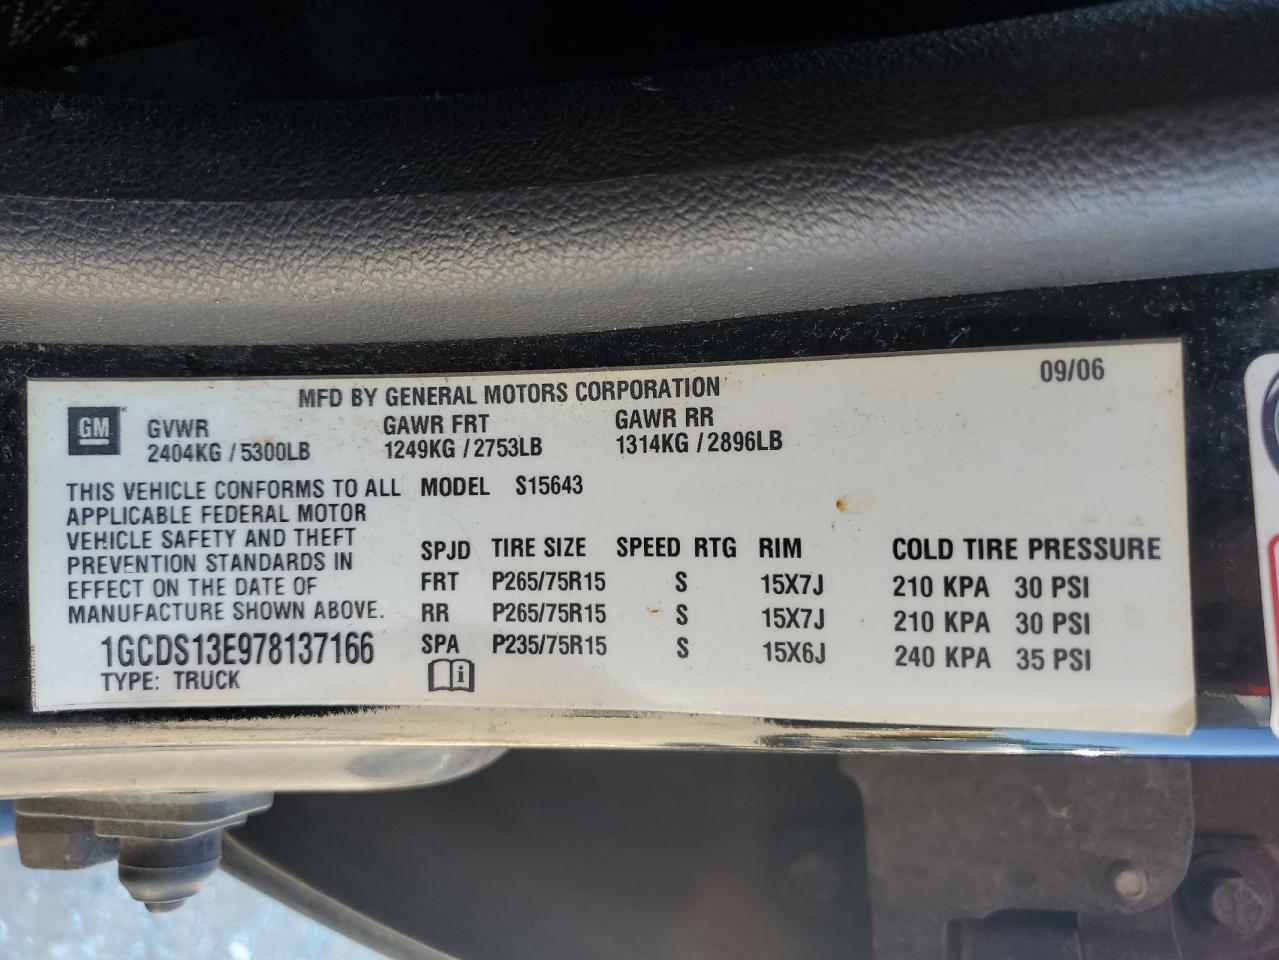 MFD BY GENERAL MOTORS CORPORATION 09/06
GM
GVWR GAWR FRT GAWR RR
2404KG / 5300LB 1249KG / 2753LB 1314KG / 2896LB
THIS VEHICLE CONFORMS TO ALL
APPLICABLE FEDERAL MOTOR
VEHICLE SAFETY AND THEFT
PREVENTION STANDARDS IN
EFFECT ON THE DATE OF
MANUFACTURE SHOWN ABOVE.
1GCDS13E978137166
TYPE: TRUCK
MODEL S15643
SPJD TIRE SIZE SPEED RTG RIM COLD TIRE PRESSURE
FRT P265/75R15 S 15X7J 210 KPA 30 PSI
RR P265/75R15 S 15X7J 210 KPA 30 PSI
SPA P235/75R15 S 15X6J 240 KPA 35 PSI
i